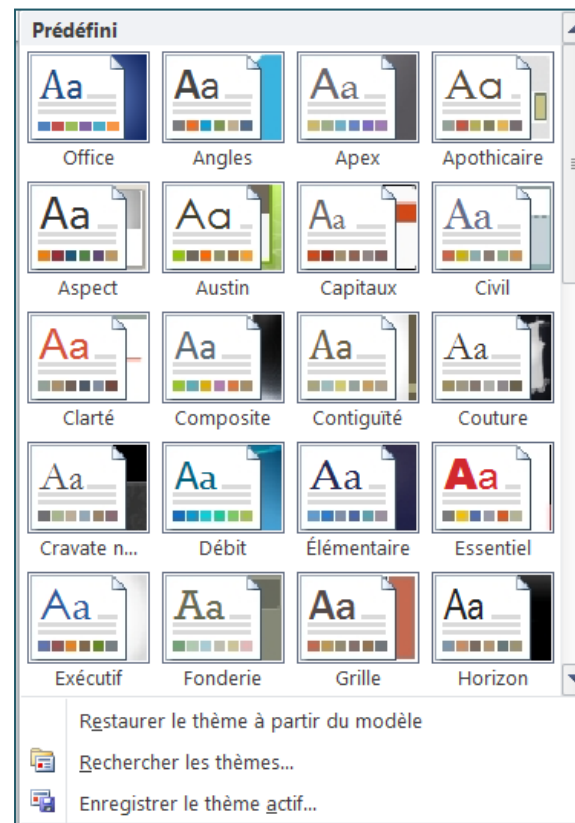 Prédéfini
Aa Aa Aa Aa
Office Angles Apex Apothicaire
Aa Aa Aa Aa
Aspect Austin Capitaux Civil
Aa Aa Aa Aa
Clarté Composite Contiguïté Couture
Aa Aa Aa Aa
Cravate n... Débit Élémentaire Essentiel
Aa Aa Aa Aa
Exécutif Fonderie Grille Horizon
Restaurer le thème à partir du modèle
Rechercher les thèmes...
Enregistrer le thème actif...